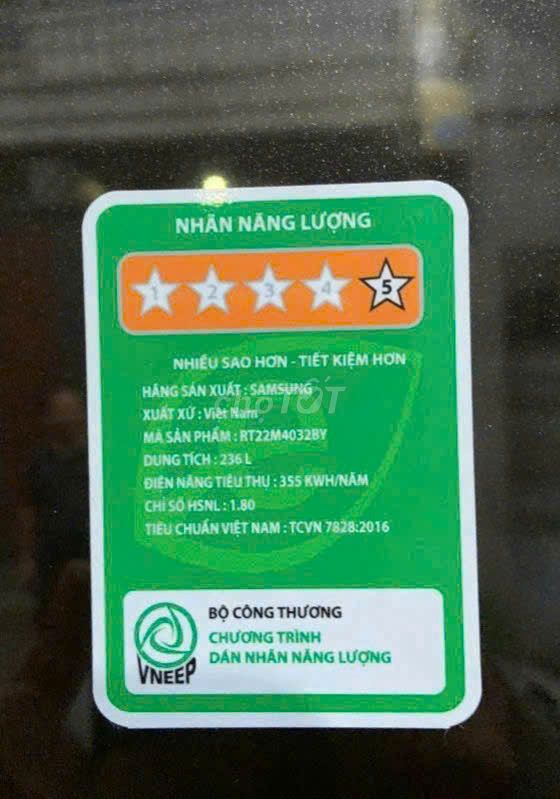 NHÃN NĂNG LƯỢNG
1 2 3 4 5
NHIỀU SAO HƠN - TIẾT KIỆM HƠN
HÃNG SẢN XUẤT : SAMSUNG
chợTỐT
XUẤT XỨ : Việt Nam
MÃ SẢN PHẨM : RT22M4032BY
DUNG TÍCH : 236 L
ĐIỆN NĂNG TIÊU THỤ : 355 KWH/NĂM
CHỈ SỐ HSNL : 1.80
TIÊU CHUẨN VIỆT NAM : TCVN 7828:2016
BỘ CÔNG THƯƠNG
CHƯƠNG TRÌNH
DÁN NHÃN NĂNG LƯỢNG
VNEEP